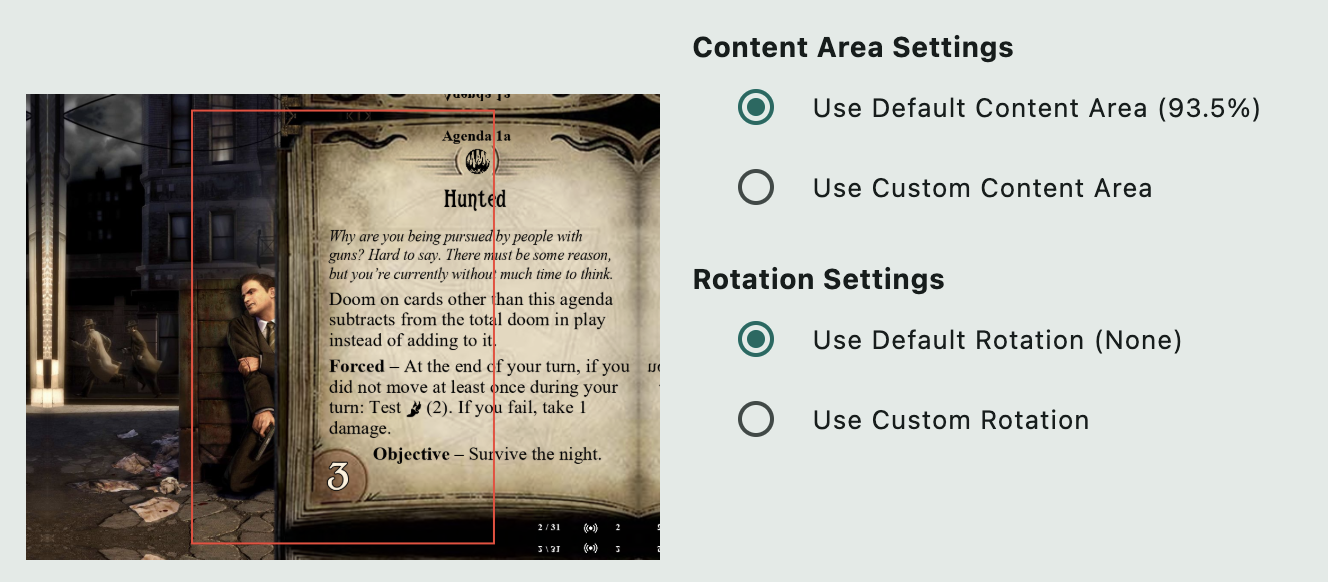 Content Area Settings
Use Default Content Area (93.5%)
Use Custom Content Area
Rotation Settings
Use Default Rotation (None)
Use Custom Rotation
Agenda 1a
Hunted
Why are you being pursued by people with
guns? Hard to say. There must be some reason,
but you're currently without much time to think.
Doom on cards other than this agenda
subtracts from the total doom in play
instead of adding to it.
Forced – At the end of your turn, if you
did not move at least once during your
turn: Test (2). If you fail, take 1
damage.
Objective – Survive the night.
3
2 / 31 2